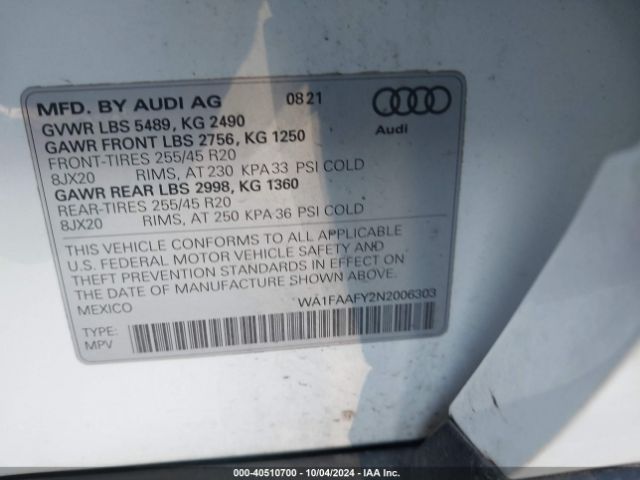 MFD. BY AUDI AG 0821
GVWR LBS 5489, KG 2490
GAWR FRONT LBS 2756, KG 1250
FRONT-TIRES 255/45 R20
8JX20 RIMS, AT 230 KPA 33 PSI COLD
GAWR REAR LBS 2998, KG 1360
REAR-TIRES 255/45 R20
8JX20 RIMS, AT 250 KPA 36 PSI COLD
Audi
THIS VEHICLE CONFORMS TO ALL APPLICABLE
U.S. FEDERAL MOTOR VEHICLE SAFETY AND
THEFT PREVENTION STANDARDS IN EFFECT ON
THE DATE OF MANUFACTURE SHOWN ABOVE.
MEXICO WA1FAAFY2N2006303
TYPE:
MPV
000-40510700 - 10/04/2024 - IAA Inc.